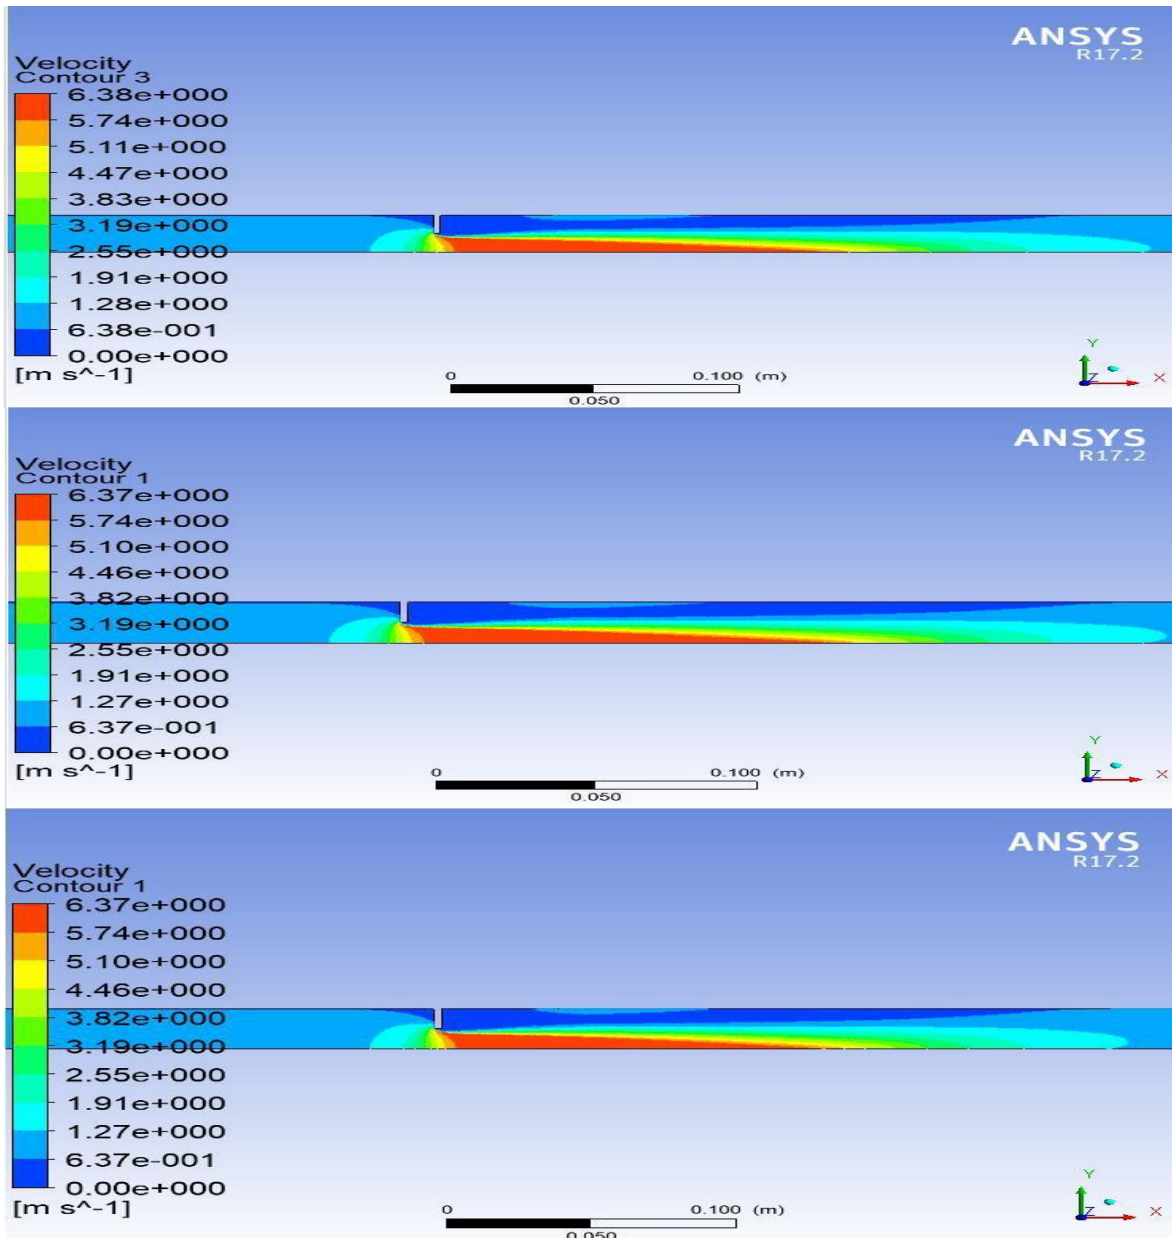 ANSYS
R17.2
Velocity
Contour 3
6.38e+000
5.74e+000
5.11e+000
4.47e+000
3.83e+000
3.19e+000
2.55e+000
1.91e+000
1.28e+000
6.38e-001
0.00e+000
[m s^-1]
0 0.100 (m)
0.050
Y
Z X
ANSYS
R17.2
Velocity
Contour 1
6.37e+000
5.74e+000
5.10e+000
4.46e+000
3.82e+000
3.19e+000
2.55e+000
1.91e+000
1.27e+000
6.37e-001
0.00e+000
[m s^-1]
0 0.100 (m)
0.050
Y
Z X
ANSYS
R17.2
Velocity
Contour 1
6.37e+000
5.74e+000
5.10e+000
4.46e+000
3.82e+000
3.19e+000
2.55e+000
1.91e+000
1.27e+000
6.37e-001
0.00e+000
[m s^-1]
0 0.100 (m)
0.050
Y
Z X